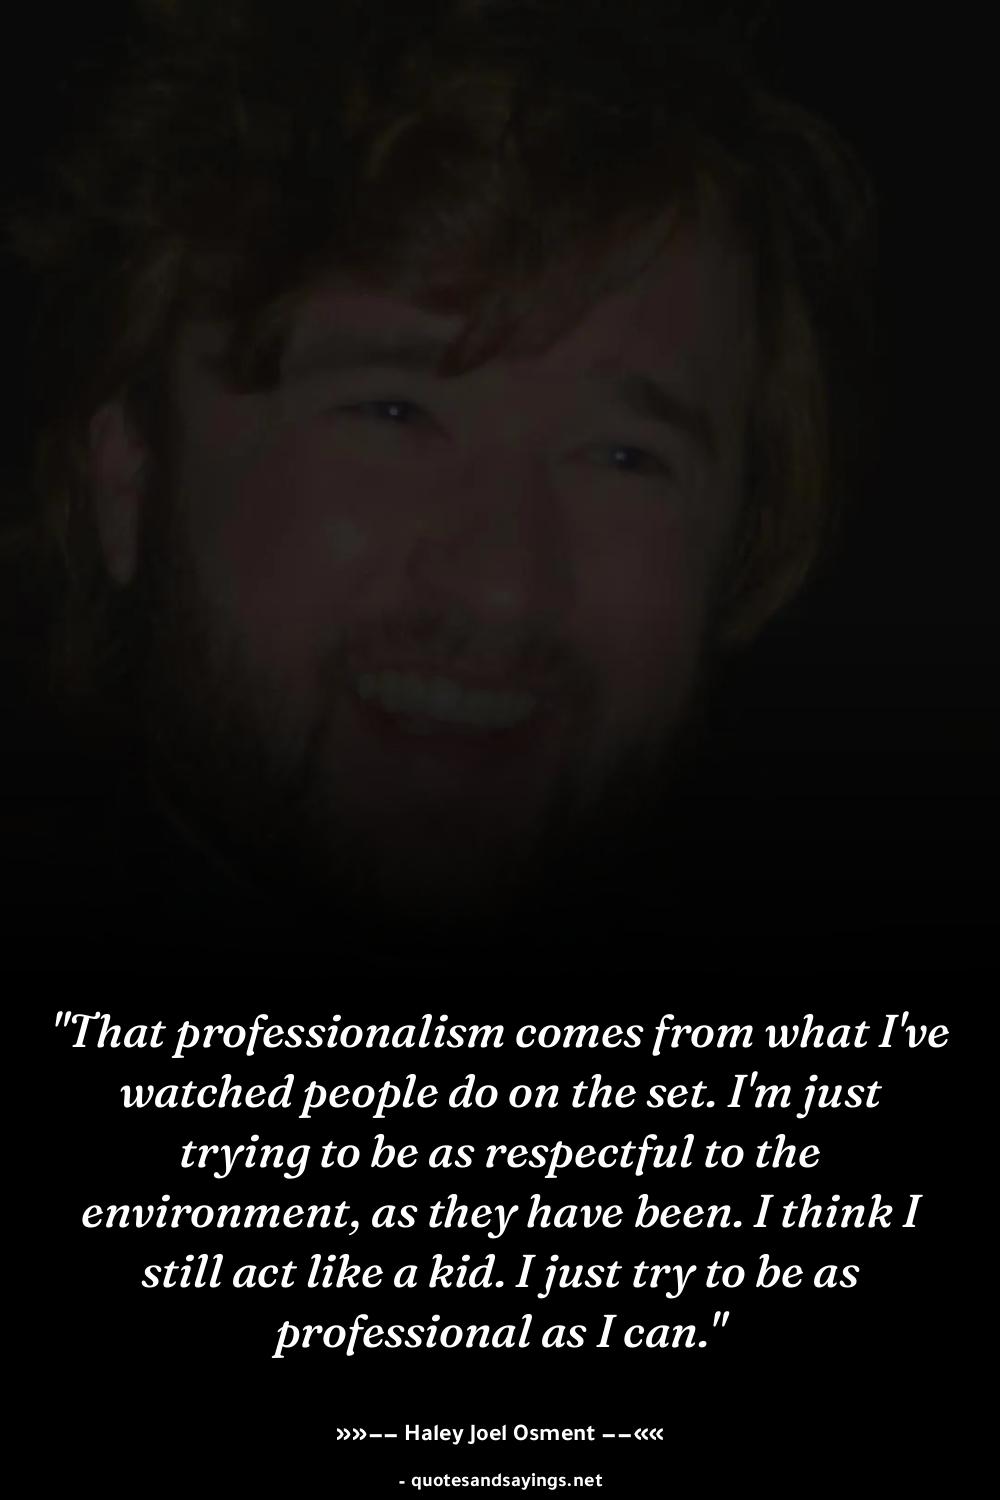 "That professionalism comes from what I've
watched people do on the set. I'm just
trying to be as respectful to the
environment, as they have been. I think I
still act like a kid. I just try to be as
professional as I can."
»»−− Haley Joel Osment −−««
- quotesandsayings.net